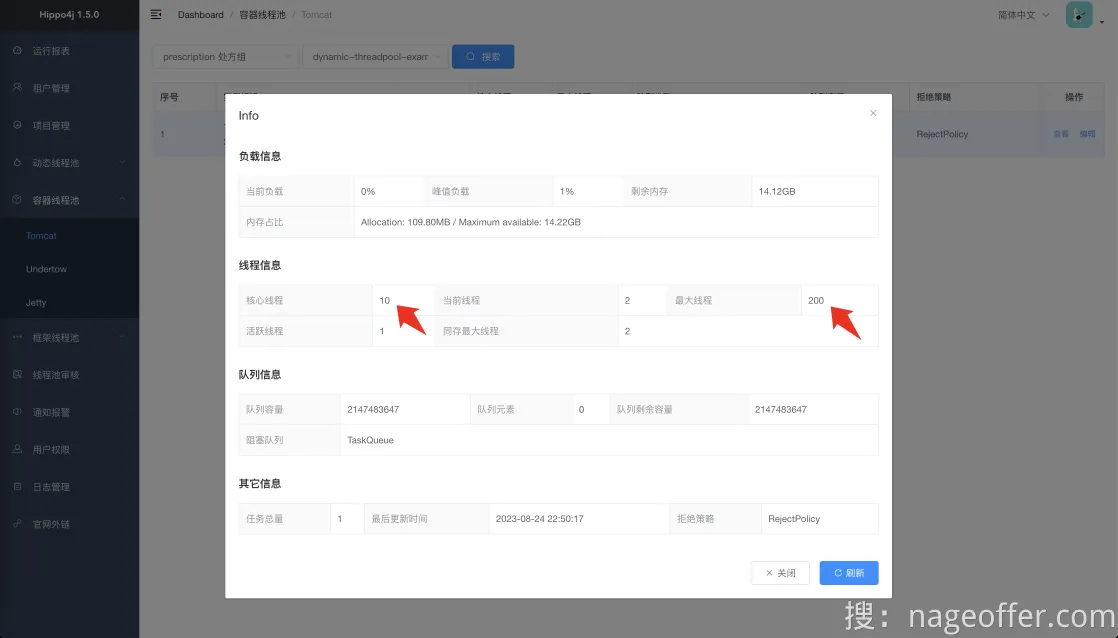 Hippo4j 1.5.0
Dashboard / 容器线程池 / Tomcat
简体中文
运行报表
租户管理
项目管理
动态线程池
容器线程池
Tomcat
Undertow
Jetty
框架线程池
线程池审核
通知报警
用户权限
日志管理
官网外链
prescription 处方组
dynamic-threadpool-exam
搜索
序号
拒绝策略
操作
1
RejectPolicy
查看 编辑
Info
负载信息
当前负载 0% 峰值负载 1% 剩余内存 14.12GB
内存占比 Allocation: 109.80MB / Maximum available: 14.22GB
线程信息
核心线程 10 当前线程 2 最大线程 200
活跃线程 1 同存最大线程 2
队列信息
队列容量 2147483647 队列元素 0 队列剩余容量 2147483647
阻塞队列 TaskQueue
其它信息
任务总量 1 最后更新时间 2023-08-24 22:50:17 拒绝策略 RejectPolicy
关闭 刷新
搜：nageoffer.com